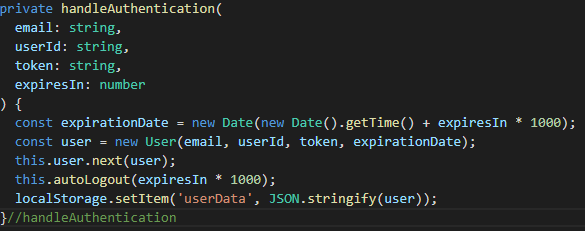 private handleAuthentication(
  email: string,
  userId: string,
  token: string,
  expiresIn: number
) {
  const expirationDate = new Date(new Date().getTime() + expiresIn * 1000);
  const user = new User(email, userId, token, expirationDate);
  this.user.next(user);
  this.autoLogout(expiresIn * 1000);
  localStorage.setItem('userData', JSON.stringify(user));
}//handleAuthentication